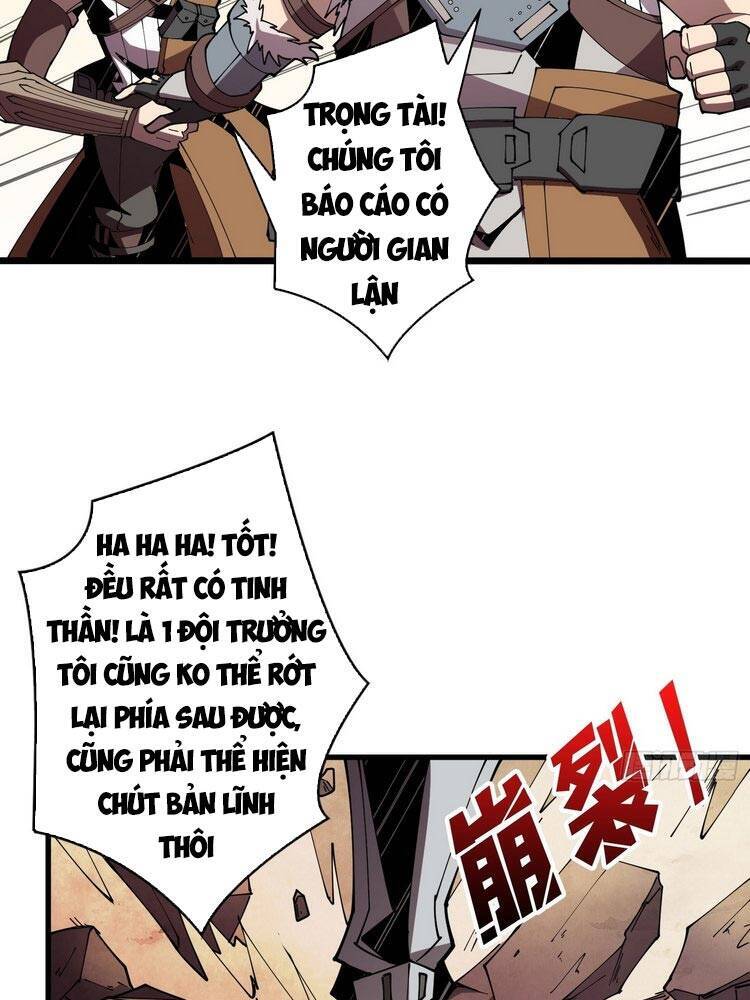 TRỌNG TÀI!
CHÚNG TÔI
BÁO CÁO CÓ
NGƯỜI GIAN
LẬN
HA HA HA! TỐT!
ĐỀU RẤT CÓ TINH
THẦN! LÀ 1 ĐỘI TRƯỞNG
TÔI CŨNG KO THỂ RỚT
LẠI PHÍA SAU ĐƯỢC,
CŨNG PHẢI THỂ HIỆN
CHÚT BẢN LĨNH
THÔI
崩裂!